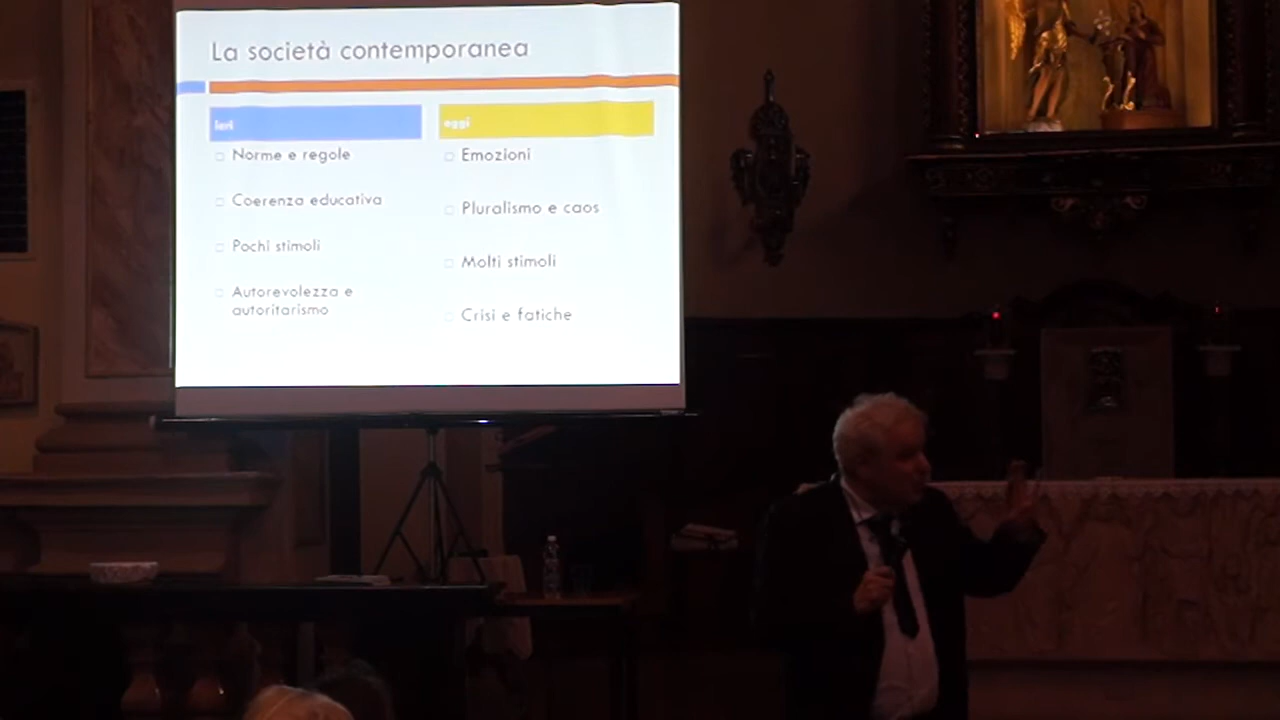 La società contemporanea
ieri
Norme e regole
Coerenza educativa
Pochi stimoli
Autorevolezza e
autoritarismo
oggi
Emozioni
Pluralismo e caos
Molti stimoli
Crisi e fatiche